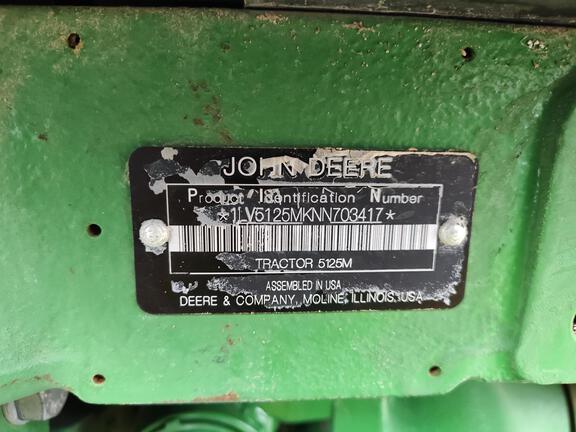 JOHN DEERE
Product Identification Number
*1LV5125MKNN703417*
TRACTOR 5125M
ASSEMBLED IN USA
DEERE & COMPANY, MOLINE, ILLINOIS, USA